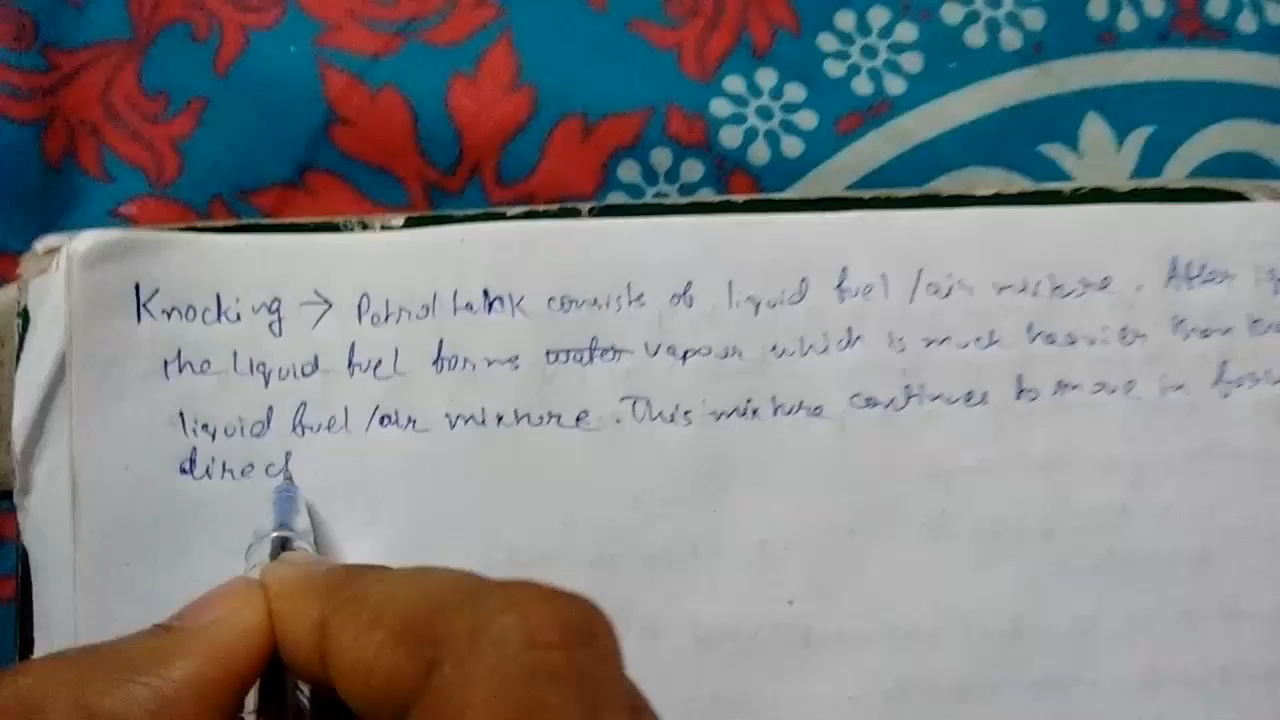 Knocking → Petrol tank consists of liquid fuel / air mixture. After
the liquid fuel forms water vapour which is much heavier than
liquid fuel / air mixture. This mixture continues to move in
direct